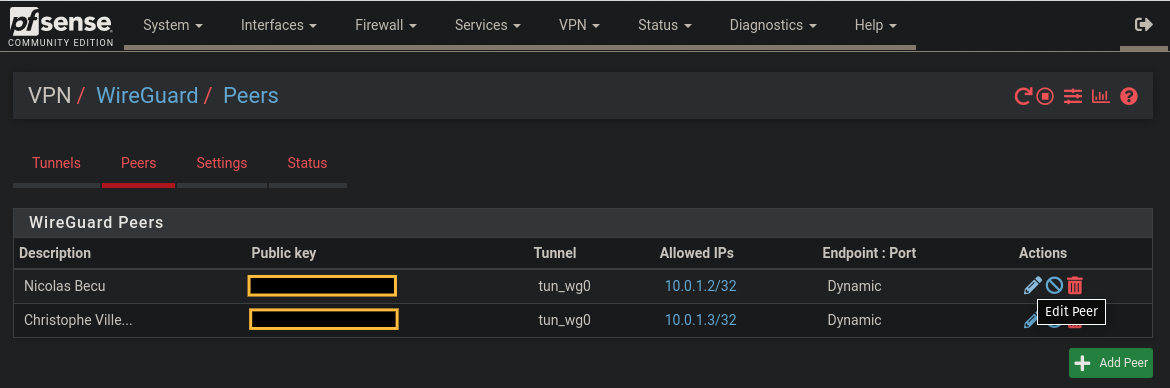 pfsense
COMMUNITY EDITION
System Interfaces Firewall Services VPN Status Diagnostics Help
VPN / WireGuard / Peers
Tunnels Peers Settings Status
WireGuard Peers
Description Public key Tunnel Allowed IPs Endpoint : Port Actions
Nicolas Becu tun_wg0 10.0.1.2/32 Dynamic
Christophe Ville... tun_wg0 10.0.1.3/32 Dynamic
Edit Peer
Add Peer